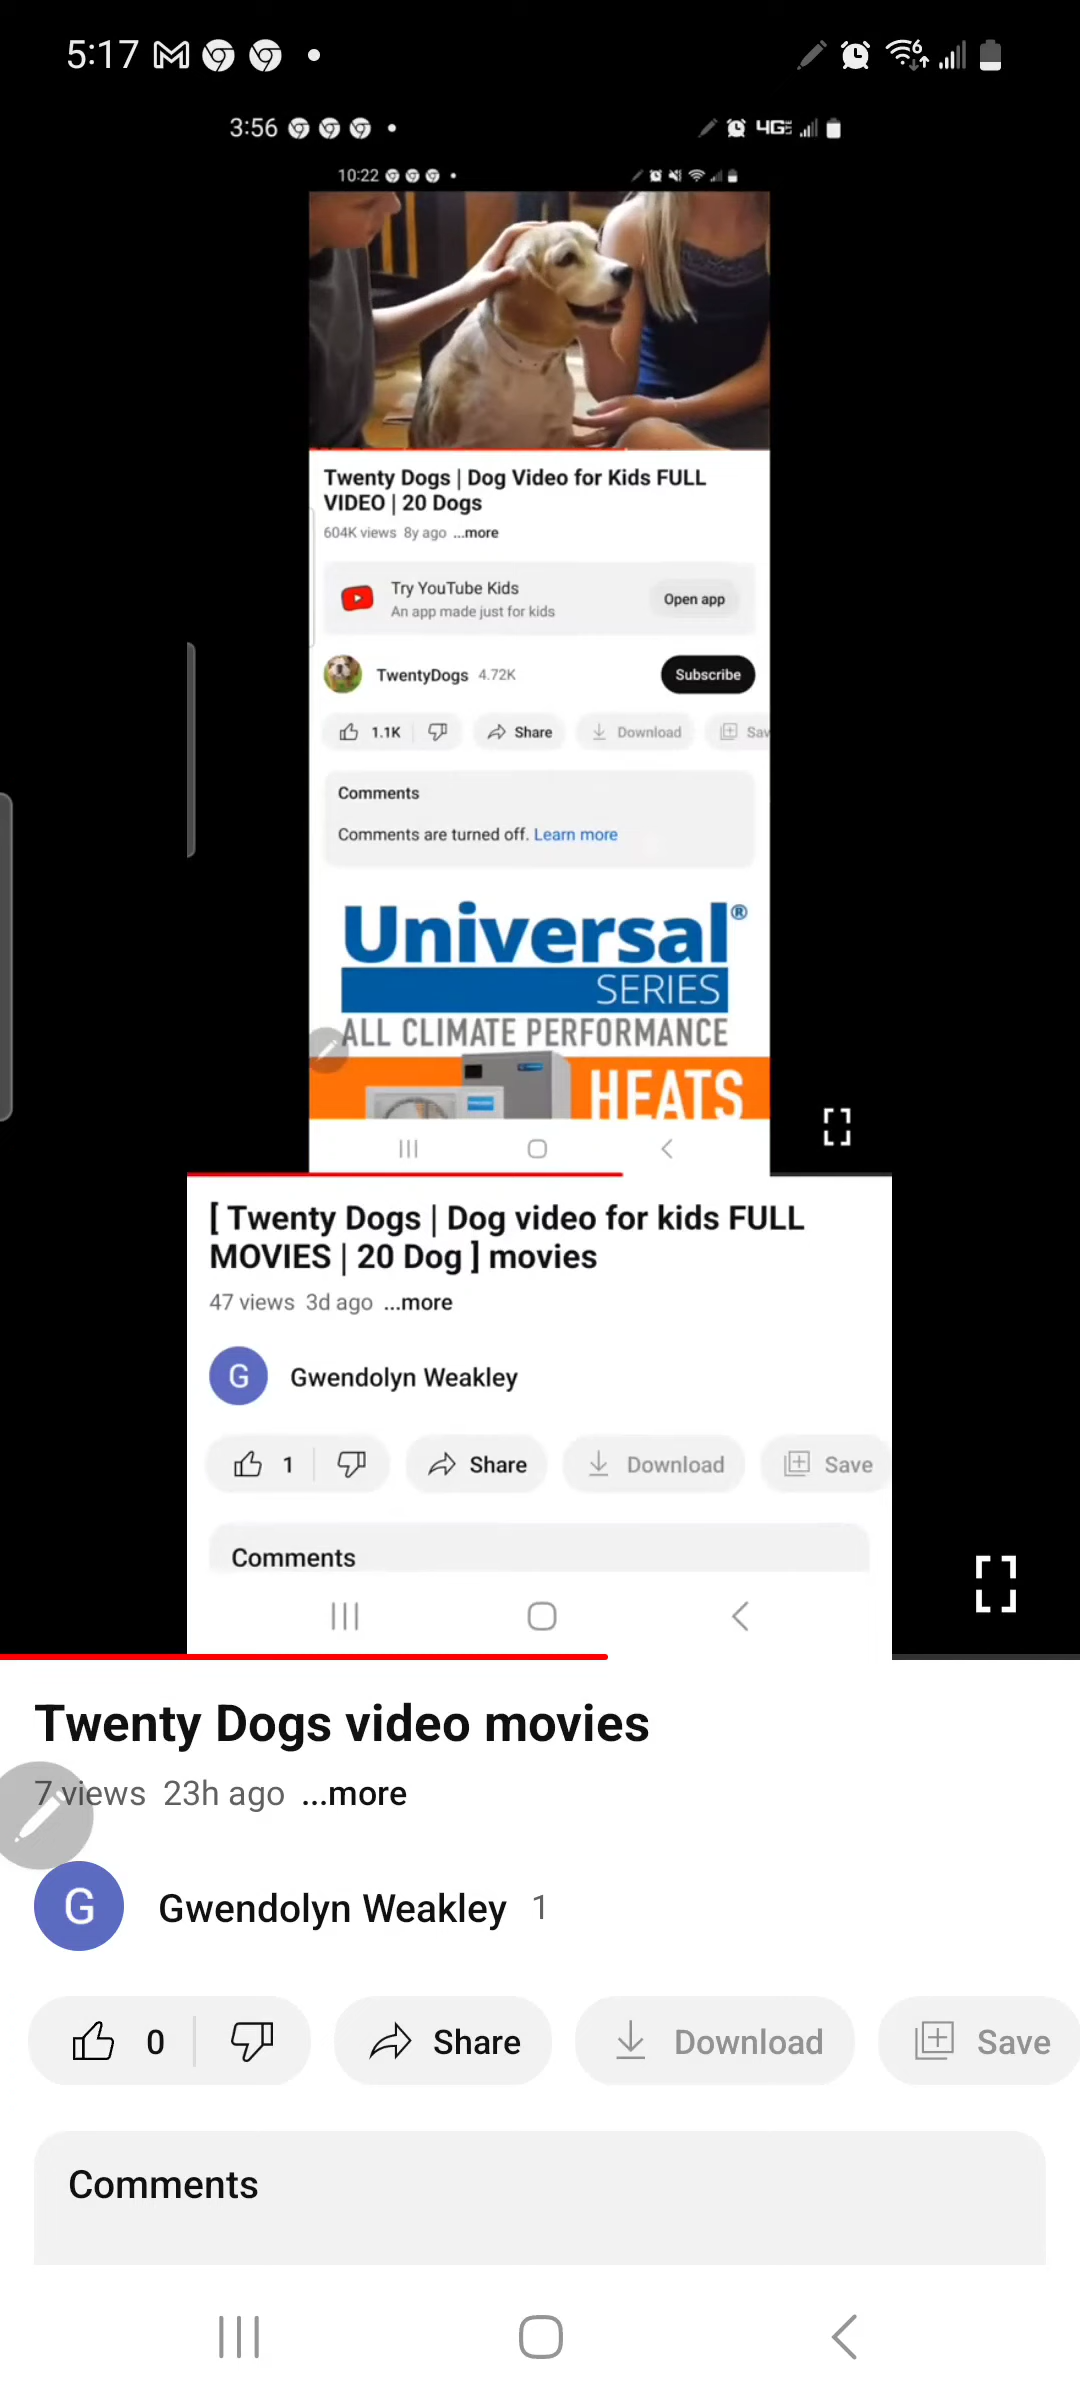 5:17
3:56
4GE
10:22
Twenty Dogs | Dog Video for Kids FULL
VIDEO | 20 Dogs
604K views 8y ago ...more
Try YouTube Kids
An app made just for kids
Open app
TwentyDogs 4.72K
Subscribe
1.1K
Share
Download
Sav
Comments
Comments are turned off. Learn more
Universal®
SERIES
ALL CLIMATE PERFORMANCE
HEATS
[ Twenty Dogs | Dog video for kids FULL
MOVIES | 20 Dog ] movies
47 views 3d ago ...more
G
Gwendolyn Weakley
1
Share
Download
Save
Comments
Twenty Dogs video movies
7 views 23h ago ...more
G
Gwendolyn Weakley 1
0
Share
Download
Save
Comments